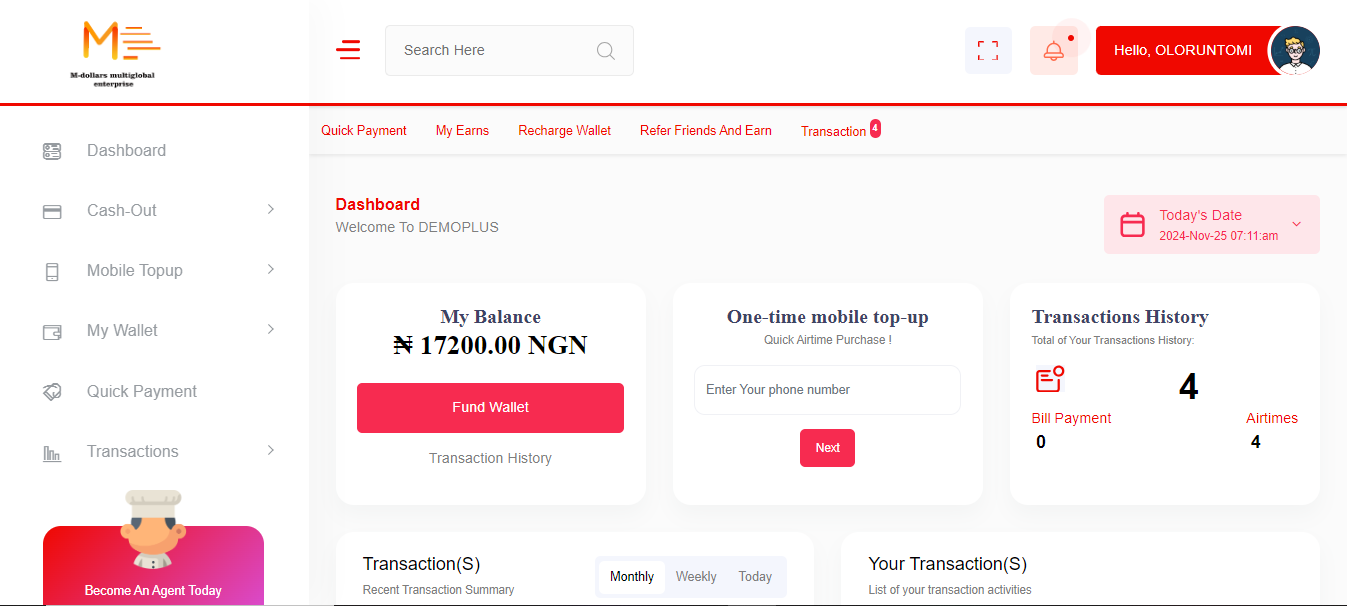 M
M-dollars multiglobal
enterprise
Search Here
Hello, OLORUNTOMI
Quick Payment
My Earns
Recharge Wallet
Refer Friends And Earn
Transaction 4
Dashboard
Cash-Out
Mobile Topup
My Wallet
Quick Payment
Transactions
Become An Agent Today
Dashboard
Welcome To DEMOPLUS
Today's Date
2024-Nov-25 07:11:am
My Balance
₦ 17200.00 NGN
Fund Wallet
Transaction History
One-time mobile top-up
Quick Airtime Purchase !
Enter Your phone number
Next
Transactions History
Total of Your Transactions History:
4
Bill Payment
0
Airtimes
4
Transaction(S)
Recent Transaction Summary
Monthly
Weekly
Today
Your Transaction(S)
List of your transaction activities